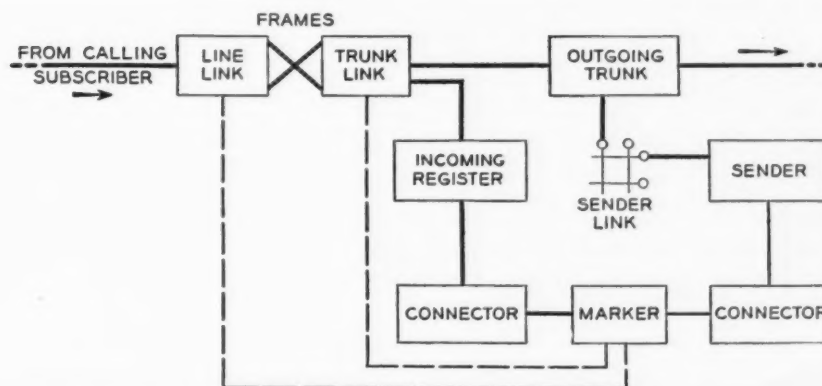 FRAMES
FROM CALLING
SUBSCRIBER
LINE
LINK
TRUNK
LINK
OUTGOING
TRUNK
INCOMING
REGISTER
SENDER
LINK
SENDER
CONNECTOR
MARKER
CONNECTOR